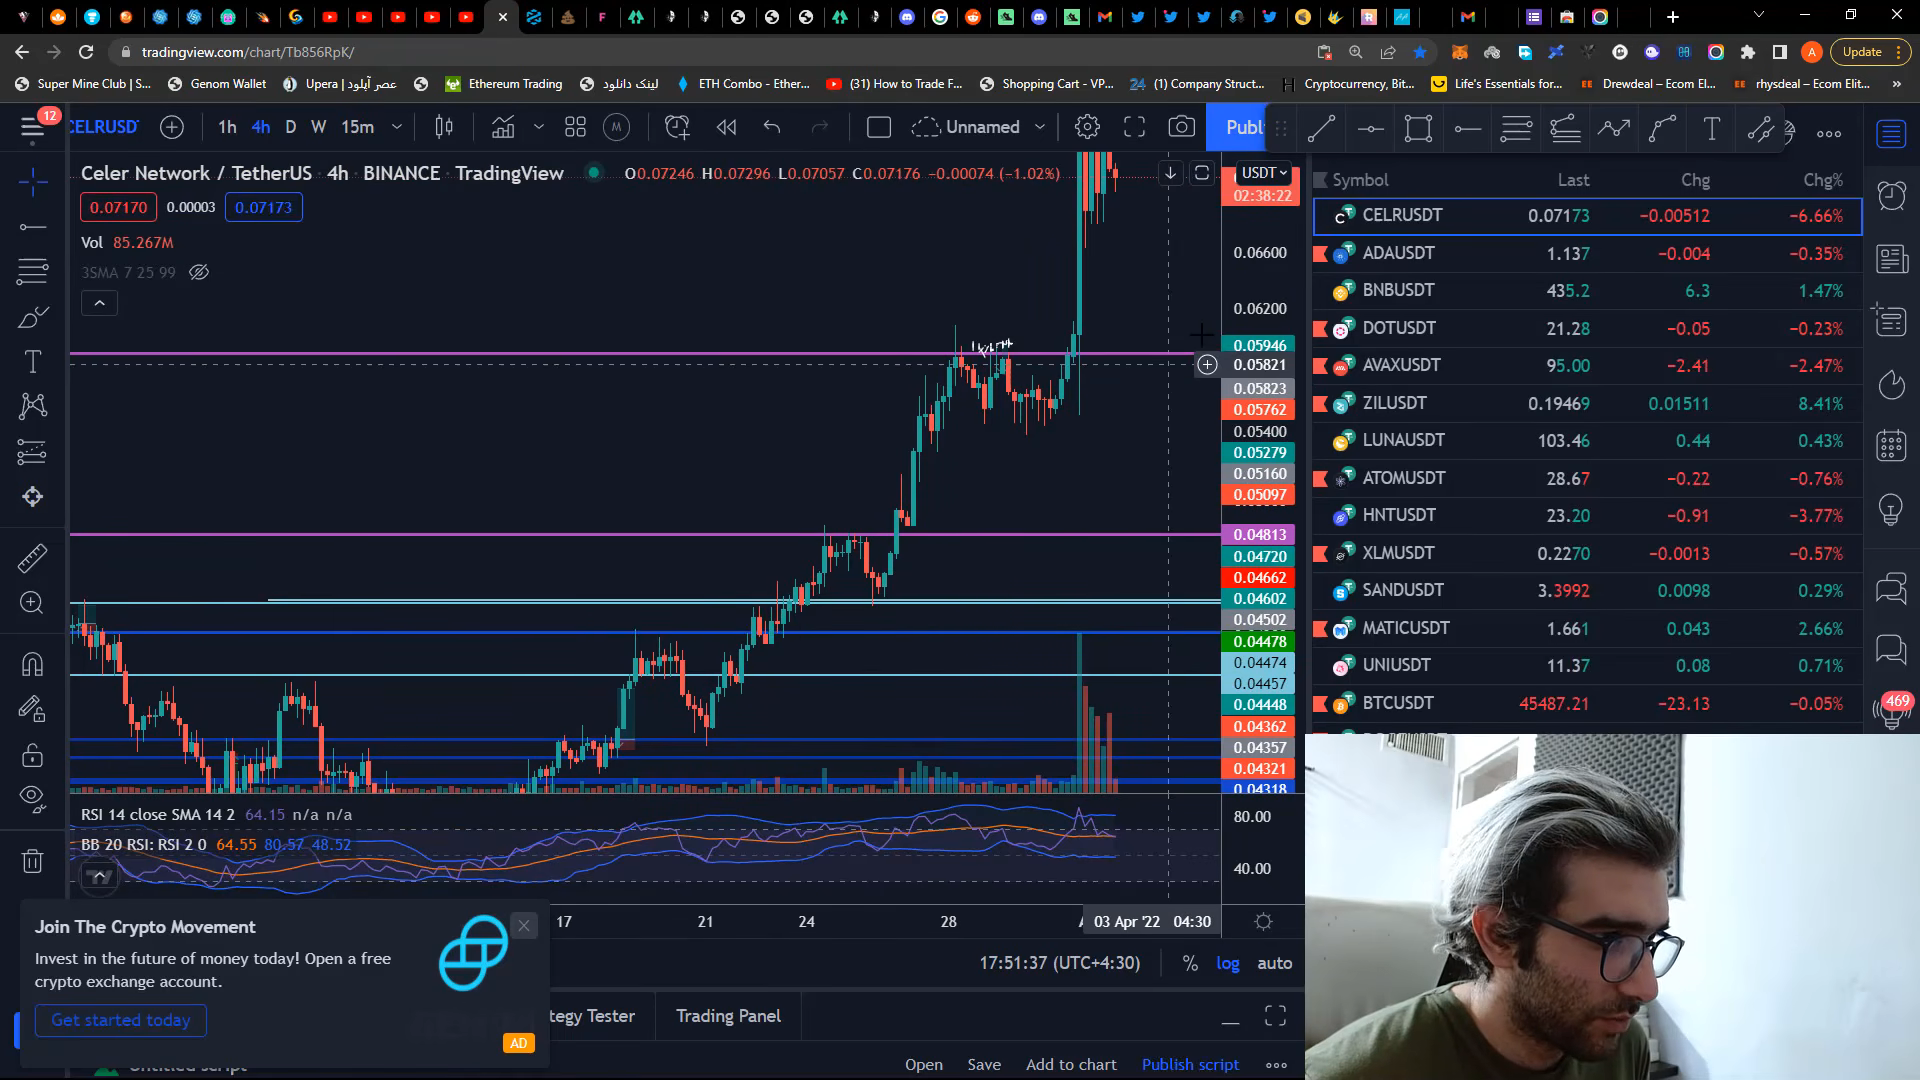 tradingview.com/chart/Tb856RpK/
Update
Super Mine Club | S...
Genom Wallet
Upera | عصر آپلود
Ethereum Trading
لینک دانلود
ETH Combo - Ether...
(31) How to Trade F...
Shopping Cart - VP...
24 (1) Company Struct...
Cryptocurrency, Bit...
Life's Essentials for...
EE Drewdeal – Ecom Elit...
EE rhysdeal – Ecom Elit...
12
CELRUSD
1h 4h D W 15m
Unnamed
Publ
Celer Network / TetherUS 4h · BINANCE · TradingView
O0.07246 H0.07296 L0.07057 C0.07176 −0.00074 (−1.02%)
USDT
02:38:22
0.07170 0.00003 0.07173
Vol 85.267M
3SMA 7 25 99
0.06600
0.06200
0.05946
0.05821
0.05823
0.05762
0.05400
0.05279
0.05160
0.05097
0.04813
0.04720
0.04662
0.04602
0.04502
0.04478
0.04474
0.04457
0.04448
0.04362
0.04357
0.04321
0.04318
RSI 14 close SMA 14 2 64.15 n/a n/a
BB 20 RSI: RSI 2 0 64.55 80.57 48.52
80.00
40.00
17 21 24 28 03 Apr '22 04:30
17:51:37 (UTC+4:30) % log auto
Join The Crypto Movement
Invest in the future of money today! Open a free
crypto exchange account.
Get started today
AD
tegy Tester Trading Panel
Untitled script
Open Save Add to chart Publish script
Symbol Last Chg Chg%
CELRUSDT 0.07173 −0.00512 −6.66%
ADAUSDT 1.137 −0.004 −0.35%
BNBUSDT 435.2 6.3 1.47%
DOTUSDT 21.28 −0.05 −0.23%
AVAXUSDT 95.00 −2.41 −2.47%
ZILUSDT 0.19469 0.01511 8.41%
LUNAUSDT 103.46 0.44 0.43%
ATOMUSDT 28.67 −0.22 −0.76%
HNTUSDT 23.20 −0.91 −3.77%
XLMUSDT 0.2270 −0.0013 −0.57%
SANDUSDT 3.3992 0.0098 0.29%
MATICUSDT 1.661 0.043 2.66%
UNIUSDT 11.37 0.08 0.71%
BTCUSDT 45487.21 −23.13 −0.05%
469